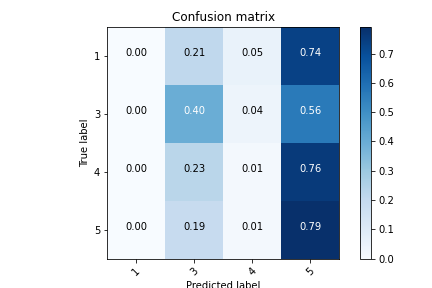 Confusion matrix
True label
1 0.00 0.21 0.05 0.74
3 0.00 0.40 0.04 0.56
4 0.00 0.23 0.01 0.76
5 0.00 0.19 0.01 0.79
1 3 4 5
Predicted label
0.7
0.6
0.5
0.4
0.3
0.2
0.1
0.0